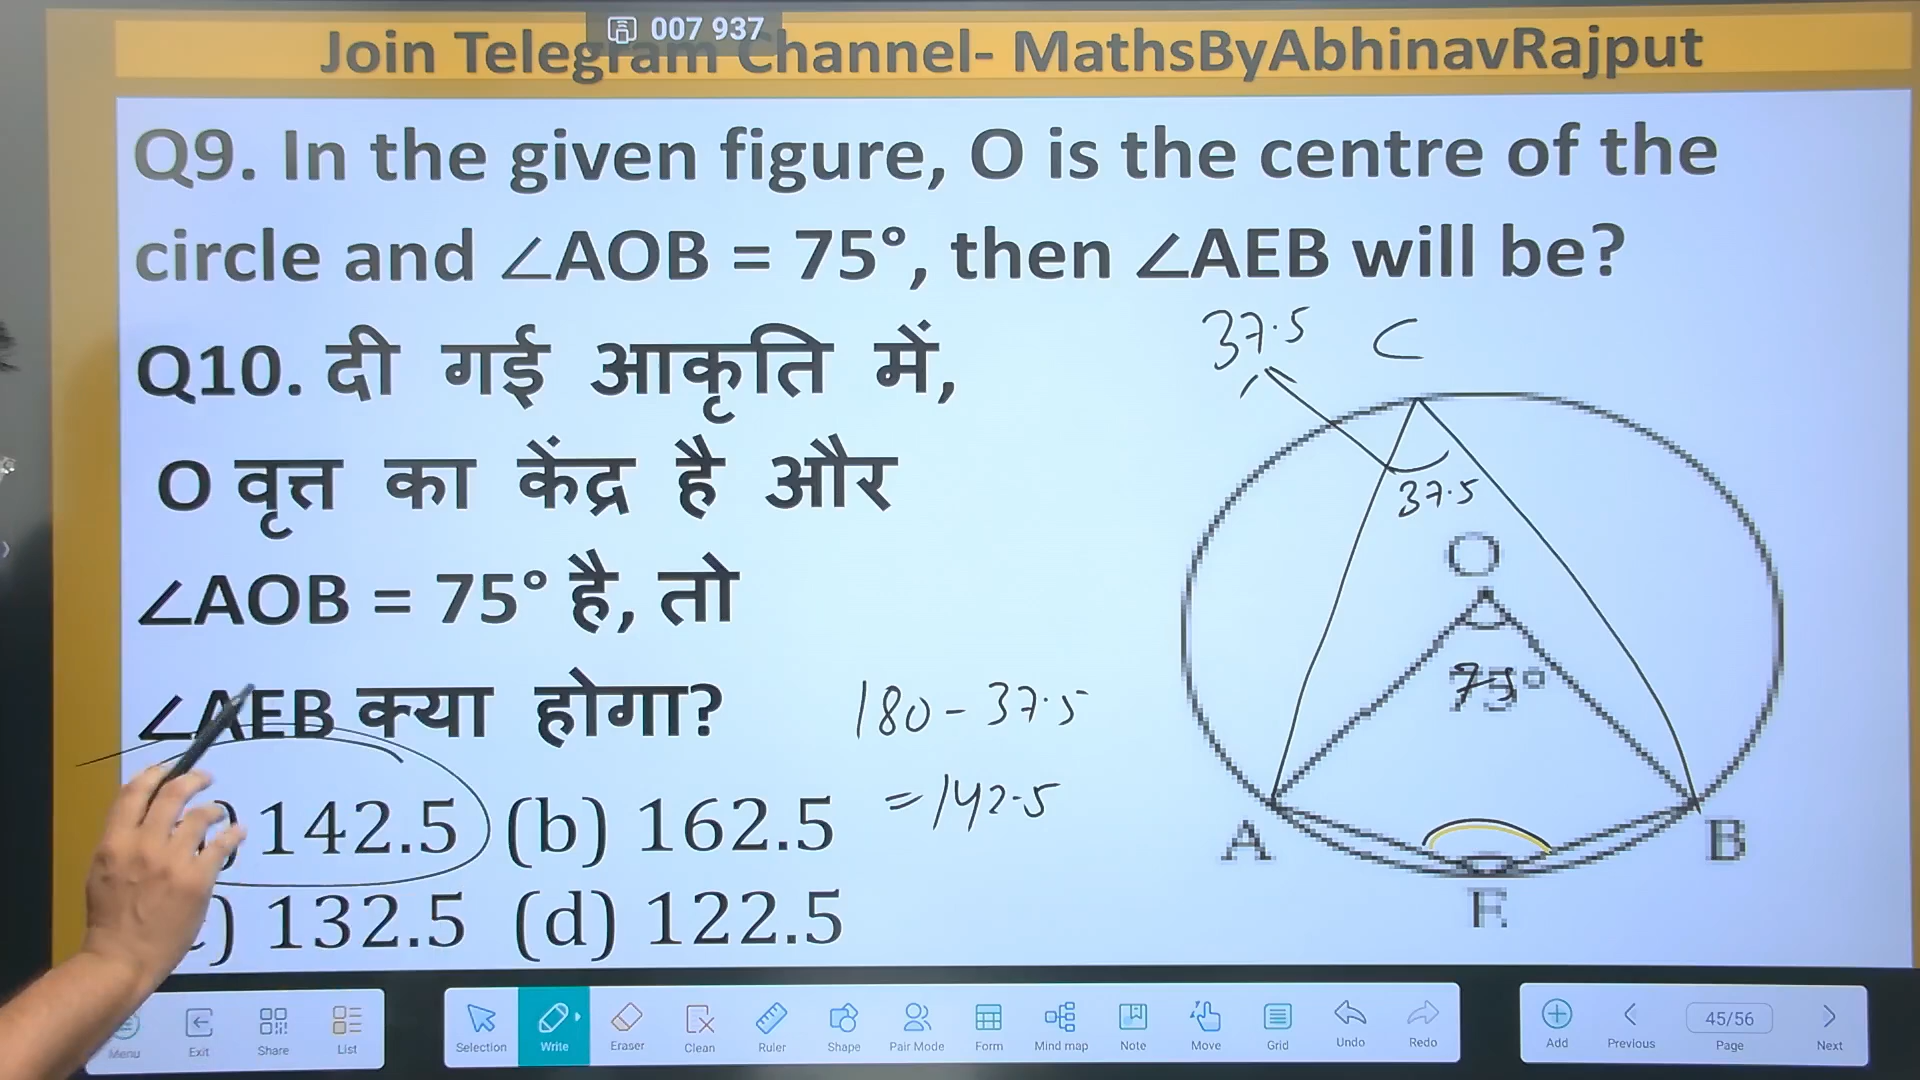 007 937
Join Telegram Channel- MathsByAbhinavRajput
Q9. In the given figure, O is the centre of the
circle and ∠AOB = 75°, then ∠AEB will be?
Q10. दी गई आकृति में,
O वृत्त का केंद्र है और
∠AOB = 75° है, तो
∠AEB क्या होगा?
) 142.5 (b) 162.5
) 132.5 (d) 122.5
180 - 37.5
= 142.5
37.5 C
37.5
O
75°
A B
E
Menu Exit Share List Selection Write Eraser Clean Ruler Shape Pair Mode Form Mind map Note Move Grid Undo Redo Add Previous 45/56 Page Next